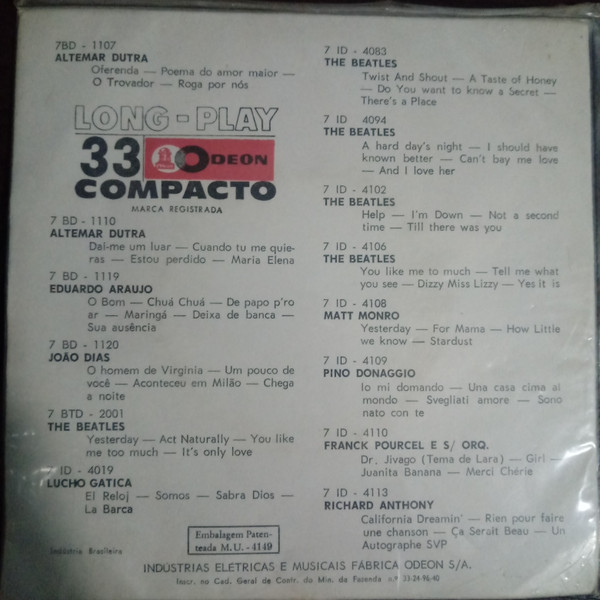 7BD - 1107
ALTEMAR DUTRA
Oferenda — Poema do amor maior —
O Trovador — Roga por nós
LONG-PLAY
33 ODEON
COMPACTO
MARCA REGISTRADA
7 BD - 1110
ALTEMAR DUTRA
Dai-me um luar — Cuando tu me quie-
ras — Estou perdido — Maria Elena
7 BD - 1119
EDUARDO ARAUJO
O Bom — Chuá Chuá — De papo p'ro
ar — Maringá — Deixa de banca —
Sua ausência
7 BD - 1120
JOÃO DIAS
O homem de Virginia — Um pouco de
você — Aconteceu em Milão — Chega
a noite
7 BTD - 2001
THE BEATLES
Yesterday — Act Naturally — You like
me too much — It's only love
7 ID - 4019
LUCHO GATICA
El Reloj — Somos — Sabra Dios —
La Barca
7 ID - 4083
THE BEATLES
Twist And Shout — A Taste of Honey
— Do You want to know a Secret —
There's a Place
7 ID 4094
THE BEATLES
A hard day's night — I should have
known better — Can't bay me love
— And I love her
7 ID - 4102
THE BEATLES
Help — I'm Down — Not a second
time — Till there was you
7 ID - 4106
THE BEATLES
You like me to much — Tell me what
you see — Dizzy Miss Lizzy — Yes it is
7 ID - 4108
MATT MONRO
Yesterday — For Mama — How Little
we know — Stardust
7 ID - 4109
PINO DONAGGIO
Io mi domando — Una casa cima al
mondo — Svegliati amore — Sono
nato con te
7 ID - 4110
FRANCK POURCEL E S/ ORQ.
Dr. Jivago (Tema de Lara) — Girl —
Juanita Banana — Merci Chérie
7 ID - 4113
RICHARD ANTHONY
California Dreamin' — Rien pour faire
une chanson — Ça Serait Beau — Un
Autographe SVP
Indústria Brasileira
Embalagem Paten-
teada M.U. - 4149
INDÚSTRIAS ELETRICAS E MUSICAIS FÁBRICA ODEON S/A.
Inscr. no Cad. Geral de Contr. do Min. da Fazenda n.º 33-24-96-40